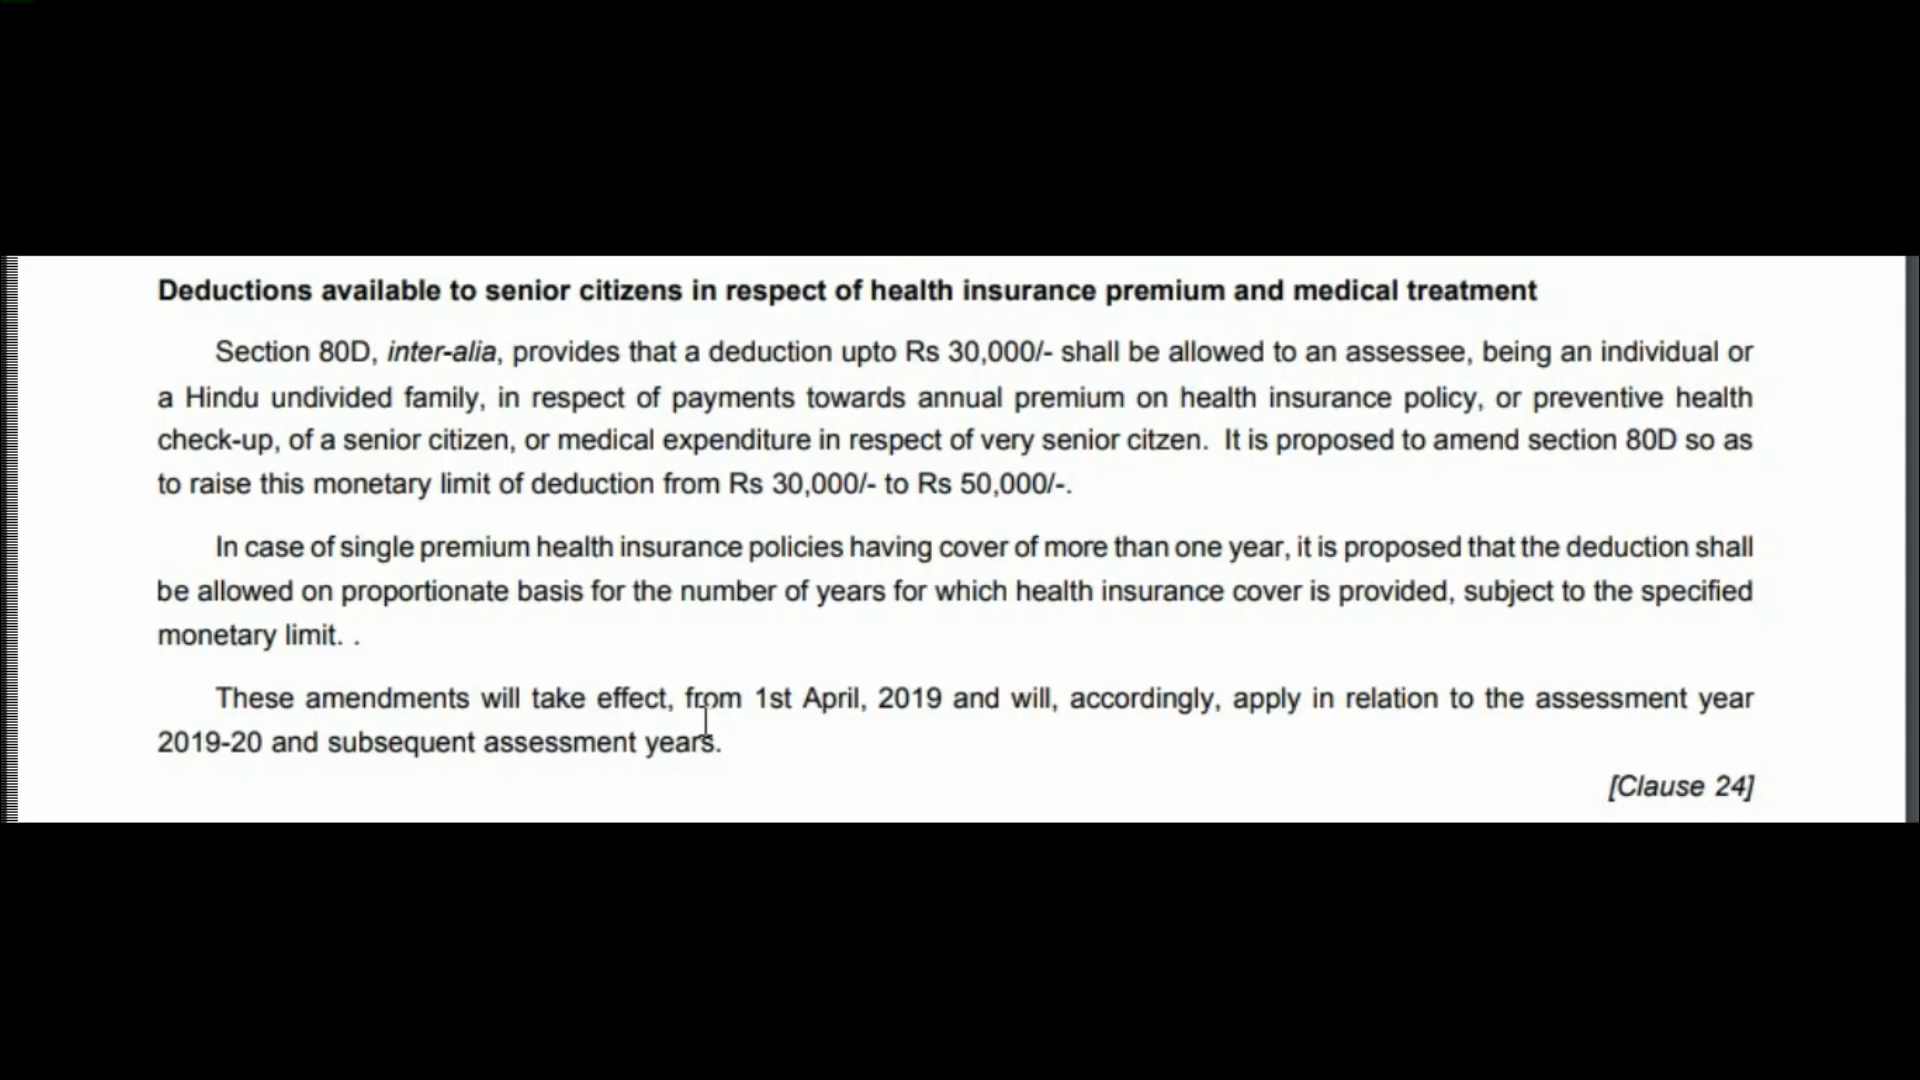 Deductions available to senior citizens in respect of health insurance premium and medical treatment
Section 80D, inter-alia, provides that a deduction upto Rs 30,000/- shall be allowed to an assessee, being an individual or
a Hindu undivided family, in respect of payments towards annual premium on health insurance policy, or preventive health
check-up, of a senior citizen, or medical expenditure in respect of very senior citzen. It is proposed to amend section 80D so as
to raise this monetary limit of deduction from Rs 30,000/- to Rs 50,000/-.
In case of single premium health insurance policies having cover of more than one year, it is proposed that the deduction shall
be allowed on proportionate basis for the number of years for which health insurance cover is provided, subject to the specified
monetary limit. .
These amendments will take effect, from 1st April, 2019 and will, accordingly, apply in relation to the assessment year
2019-20 and subsequent assessment years.
[Clause 24]